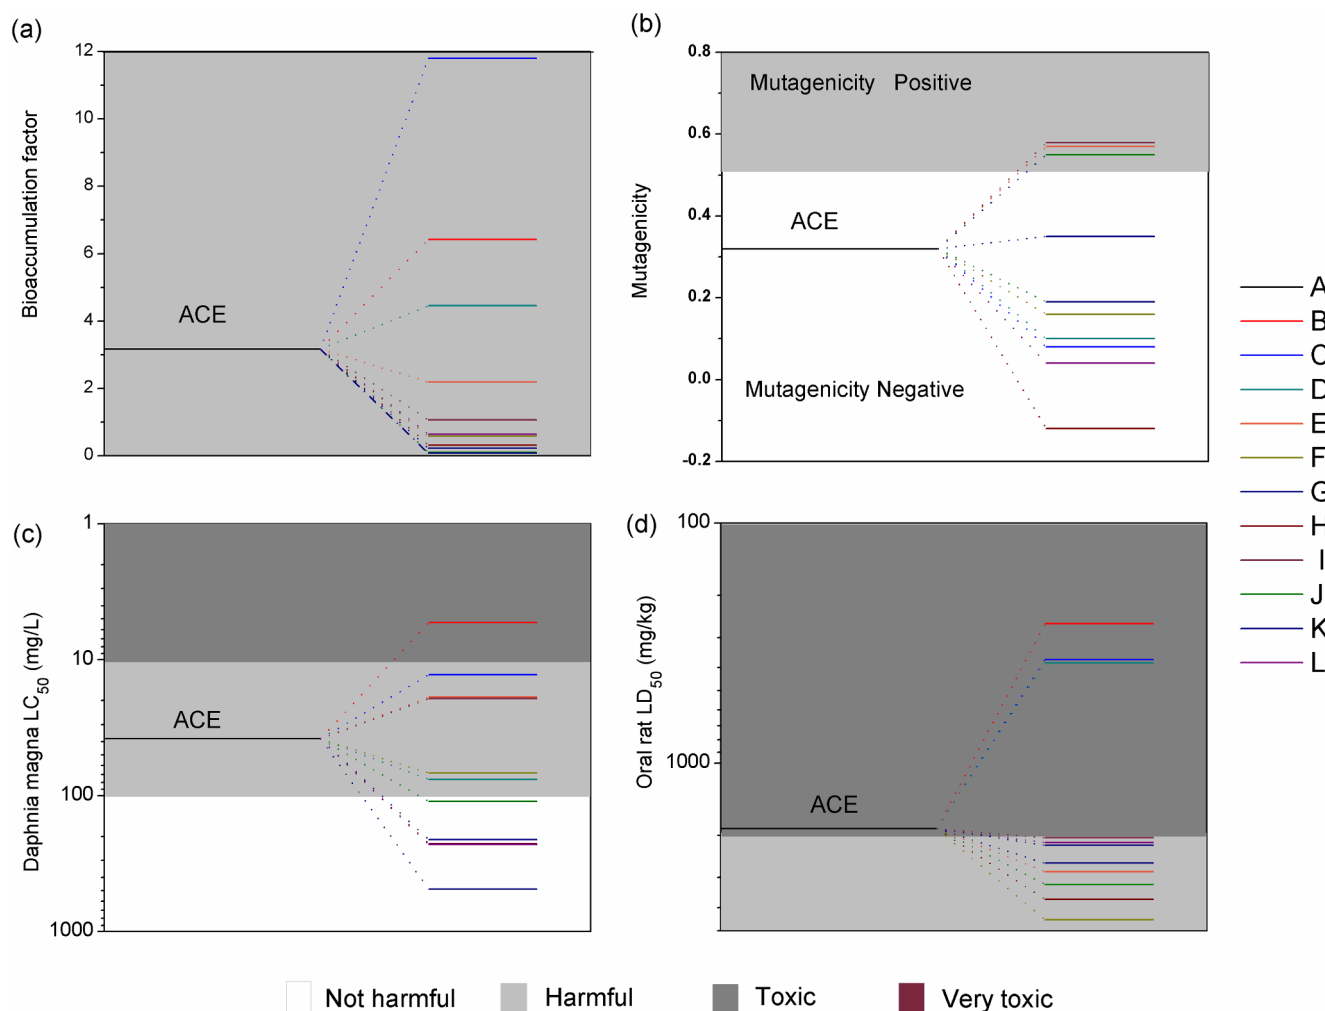 (a)
12
10
8
6
4
2
0
Bioaccumulation factor
ACE
(b)
0.8
0.6
0.4
0.2
0.0
-0.2
Mutagenicity
Mutagenicity Positive
ACE
Mutagenicity Negative
A
B
C
D
E
F
G
H
I
J
K
L
(c)
1
10
100
1000
Daphnia magna LC50 (mg/L)
ACE
(d)
100
1000
Oral rat LD50 (mg/kg)
ACE
Not harmful
Harmful
Toxic
Very toxic